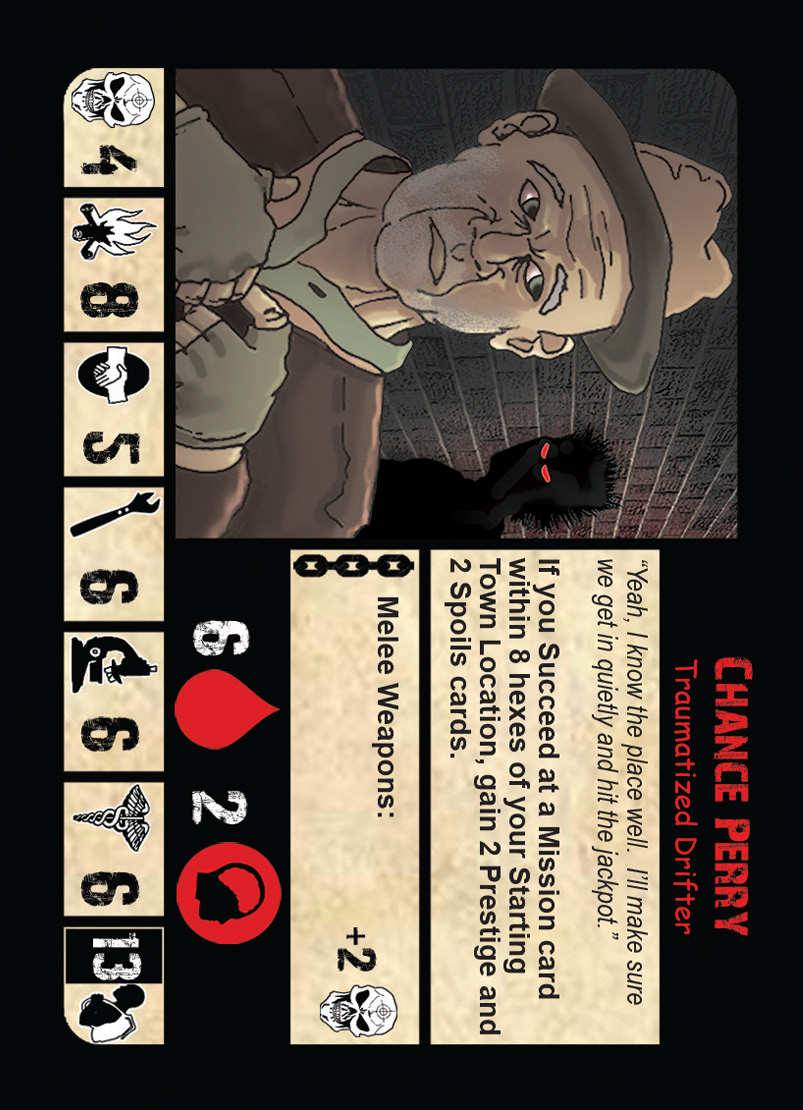 CHANCE PERRY
Traumatized Drifter
“Yeah, I know the place well. I'll make sure
we get in quietly and hit the jackpot.”
If you Succeed at a Mission card
within 8 hexes of your Starting
Town Location, gain 2 Prestige and
2 Spoils cards.
Melee Weapons: +2
6 2
4 8 5 6 6 6 13